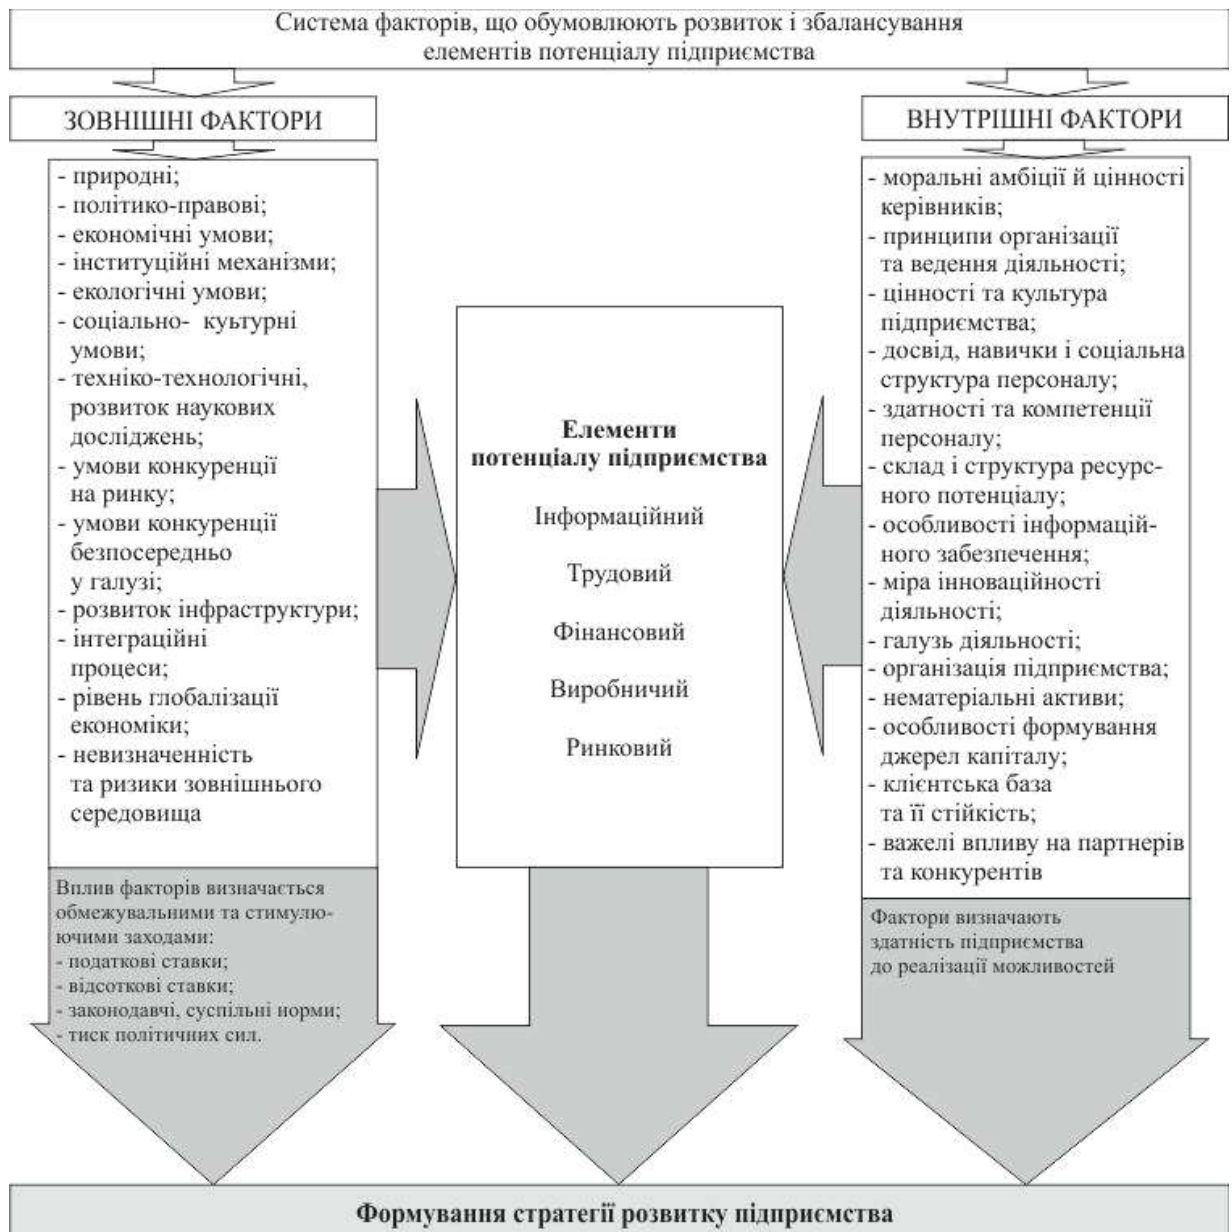 Система факторів, що обумовлюють розвиток і збалансування
елементів потенціалу підприємства
ЗОВНІШНІ ФАКТОРИ
- природні;
- політико-правові;
- економічні умови;
- інституційні механізми;
- екологічні умови;
- соціально- куьтурні
умови;
- техніко-технологічні,
розвиток наукових
досліджень;
- умови конкуренції
на ринку;
- умови конкуренції
безпосередньо
у галузі;
- розвиток інфраструктури;
- інтеграційні
процеси;
- рівень глобалізації
економіки;
- невизначенність
та ризики зовнішнього
середовища
Вплив факторів визначається
обмежувальними та стимулю-
ючими заходами:
- податкові ставки;
- відсоткові ставки;
- законодавчі, суспільні норми;
- тиск політичних сил.
Елементи
потенціалу підприємства
Інформаційний
Трудовий
Фінансовий
Виробничий
Ринковий
ВНУТРІШНІ ФАКТОРИ
- моральні амбіції й цінності
керівників;
- принципи організації
та ведення діяльності;
- цінності та культура
підприємства;
- досвід, навички і соціальна
структура персоналу;
- здатності та компетенції
персоналу;
- склад і структура ресурс-
ного потенціалу;
- особливості інформацій-
ного забезпечення;
- міра інноваційності
діяльності;
- галузь діяльності;
- організація підприємства;
- нематеріальні активи;
- особливості формування
джерел капіталу;
- клієнтська база
та її стійкість;
- важелі впливу на партнерів
та конкурентів
Фактори визначають
здатність підприємства
до реалізації можливостей
Формування стратегії розвитку підприємства